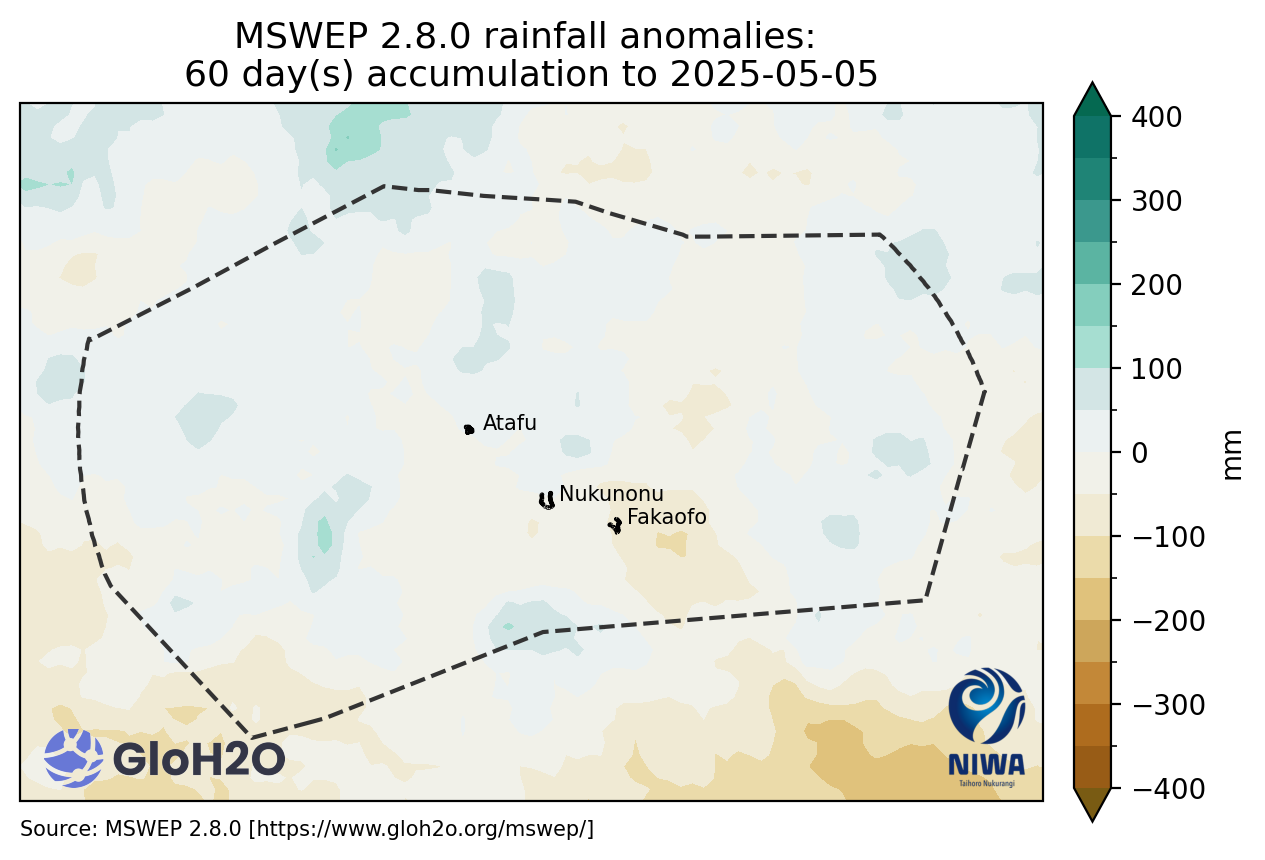 MSWEP 2.8.0 rainfall anomalies:
60 day(s) accumulation to 2025-05-05
400
300
200
100
0
−100
−200
−300
−400
mm
Atafu
Nukunonu
Fakaofo
GloH2O
NIWA
Taihoro Nukurangi
Source: MSWEP 2.8.0 [https://www.gloh2o.org/mswep/]